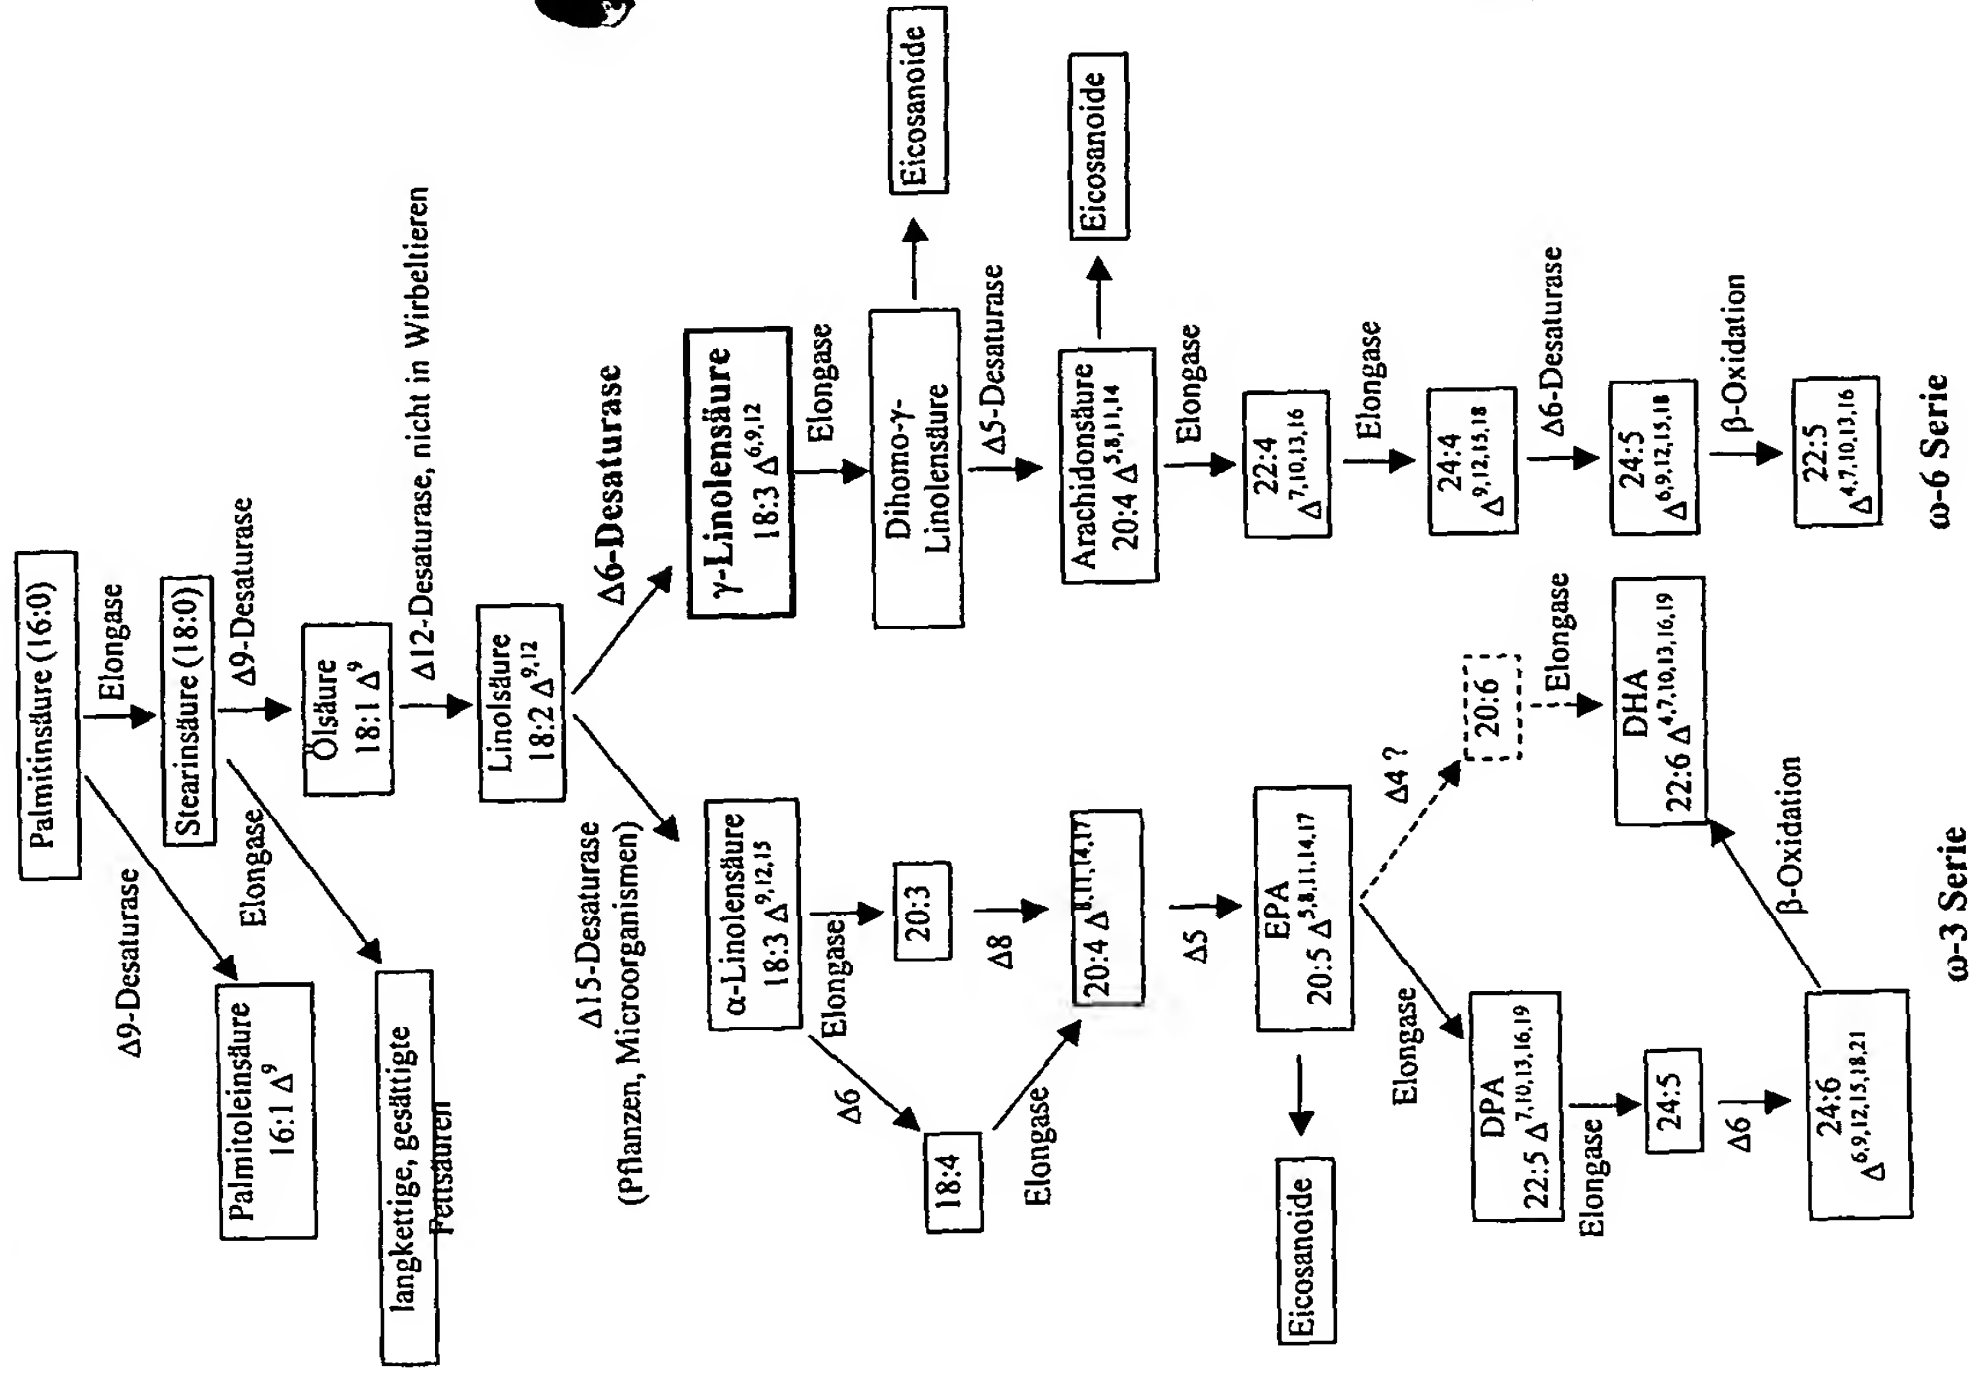 Palmitinsäure (16:0)
Δ9-Desaturase
Elongase
Palmitoleinsäure
16:1 Δ⁹
Stearinsäure (18:0)
Elongase
Δ9-Desaturase
langkettige, gesättigte
Fettsäuren
Ölsäure
18:1 Δ⁹
Δ12-Desaturase, nicht in Wirbeltieren
Linolsäure
18:2 Δ⁹,¹²
Δ15-Desaturase
(Pflanzen, Microorganismen)
Δ6-Desaturase
α-Linolensäure
18:3 Δ⁹,¹²,¹⁵
γ-Linolensäure
18:3 Δ⁶,⁹,¹²
Δ6
Elongase
Elongase
18:4
20:3
Dihomo-γ-
Linolensäure
Eicosanoide
Elongase
Δ8
Δ5-Desaturase
20:4 Δ⁸,¹¹,¹⁴,¹⁷
Arachidonsäure
20:4 Δ⁵,⁸,¹¹,¹⁴
Eicosanoide
Δ5
Elongase
Eicosanoide
EPA
20:5 Δ⁵,⁸,¹¹,¹⁴,¹⁷
22:4
Δ⁷,¹⁰,¹³,¹⁶
Elongase
Δ4 ?
Elongase
DPA
22:5 Δ⁷,¹⁰,¹³,¹⁶,¹⁹
20:6
24:4
Δ⁹,¹²,¹⁵,¹⁸
Elongase
Elongase
Δ6-Desaturase
24:5
DHA
22:6 Δ⁴,⁷,¹⁰,¹³,¹⁶,¹⁹
24:5
Δ⁶,⁹,¹²,¹⁵,¹⁸
Δ6
β-Oxidation
β-Oxidation
24:6
Δ⁶,⁹,¹²,¹⁵,¹⁸,²¹
22:5
Δ⁴,⁷,¹⁰,¹³,¹⁶
ω-3 Serie
ω-6 Serie